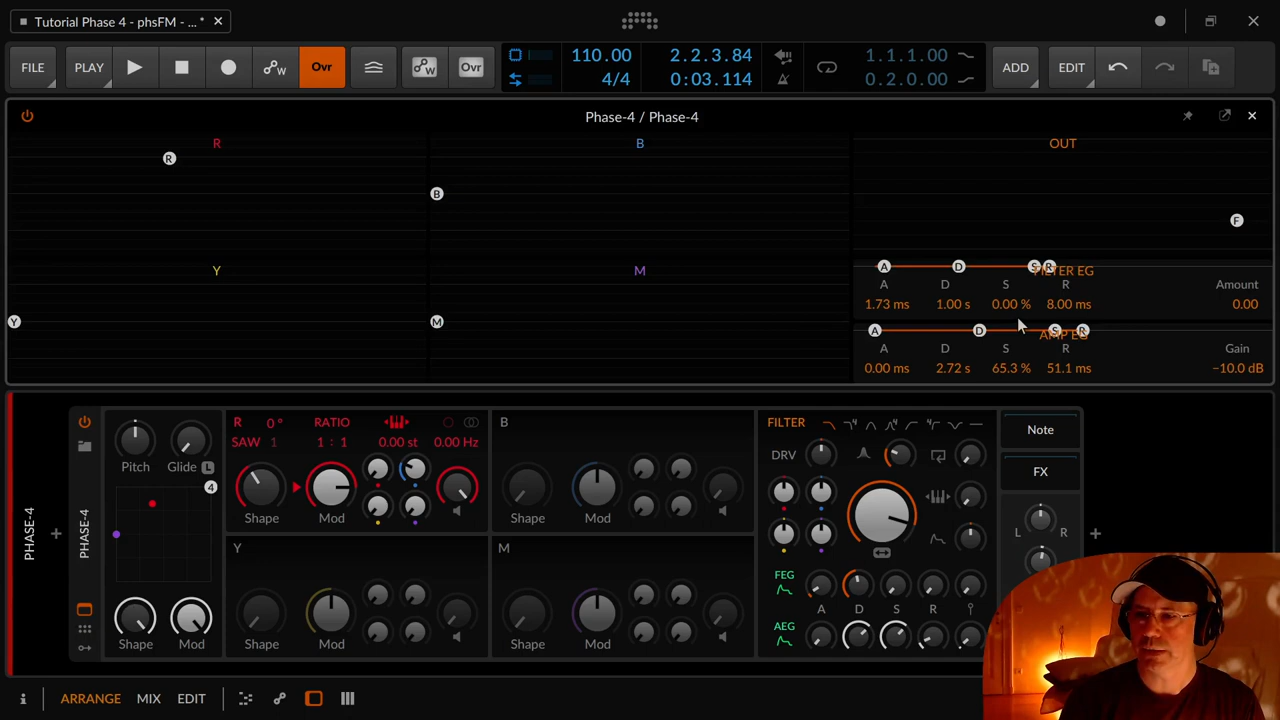 Tutorial Phase 4 - phsFM - ... *
FILE
PLAY
Ovr
Ovr
110.00
4/4
2.2.3.84
0:03.114
1.1.1.00
0.2.0.00
ADD
EDIT
Phase-4 / Phase-4
R
B
OUT
R
B
F
Y
M
Y
M
A D S R
FILTER EG
A D S R Amount
1.73 ms 1.00 s 0.00 % 8.00 ms 0.00
A D S R
AMP EG
A D S R Gain
0.00 ms 2.72 s 65.3 % 51.1 ms −10.0 dB
PHASE-4
PHASE-4
Pitch
Glide L
4
Shape
Mod
R 0° RATIO
SAW 1 1 : 1 0.00 st 0.00 Hz
Shape
Mod
B
Shape
Mod
Y
Shape
Mod
M
Shape
Mod
FILTER
DRV
FEG
A D S R
AEG
Note
FX
L R
ARRANGE
MIX
EDIT